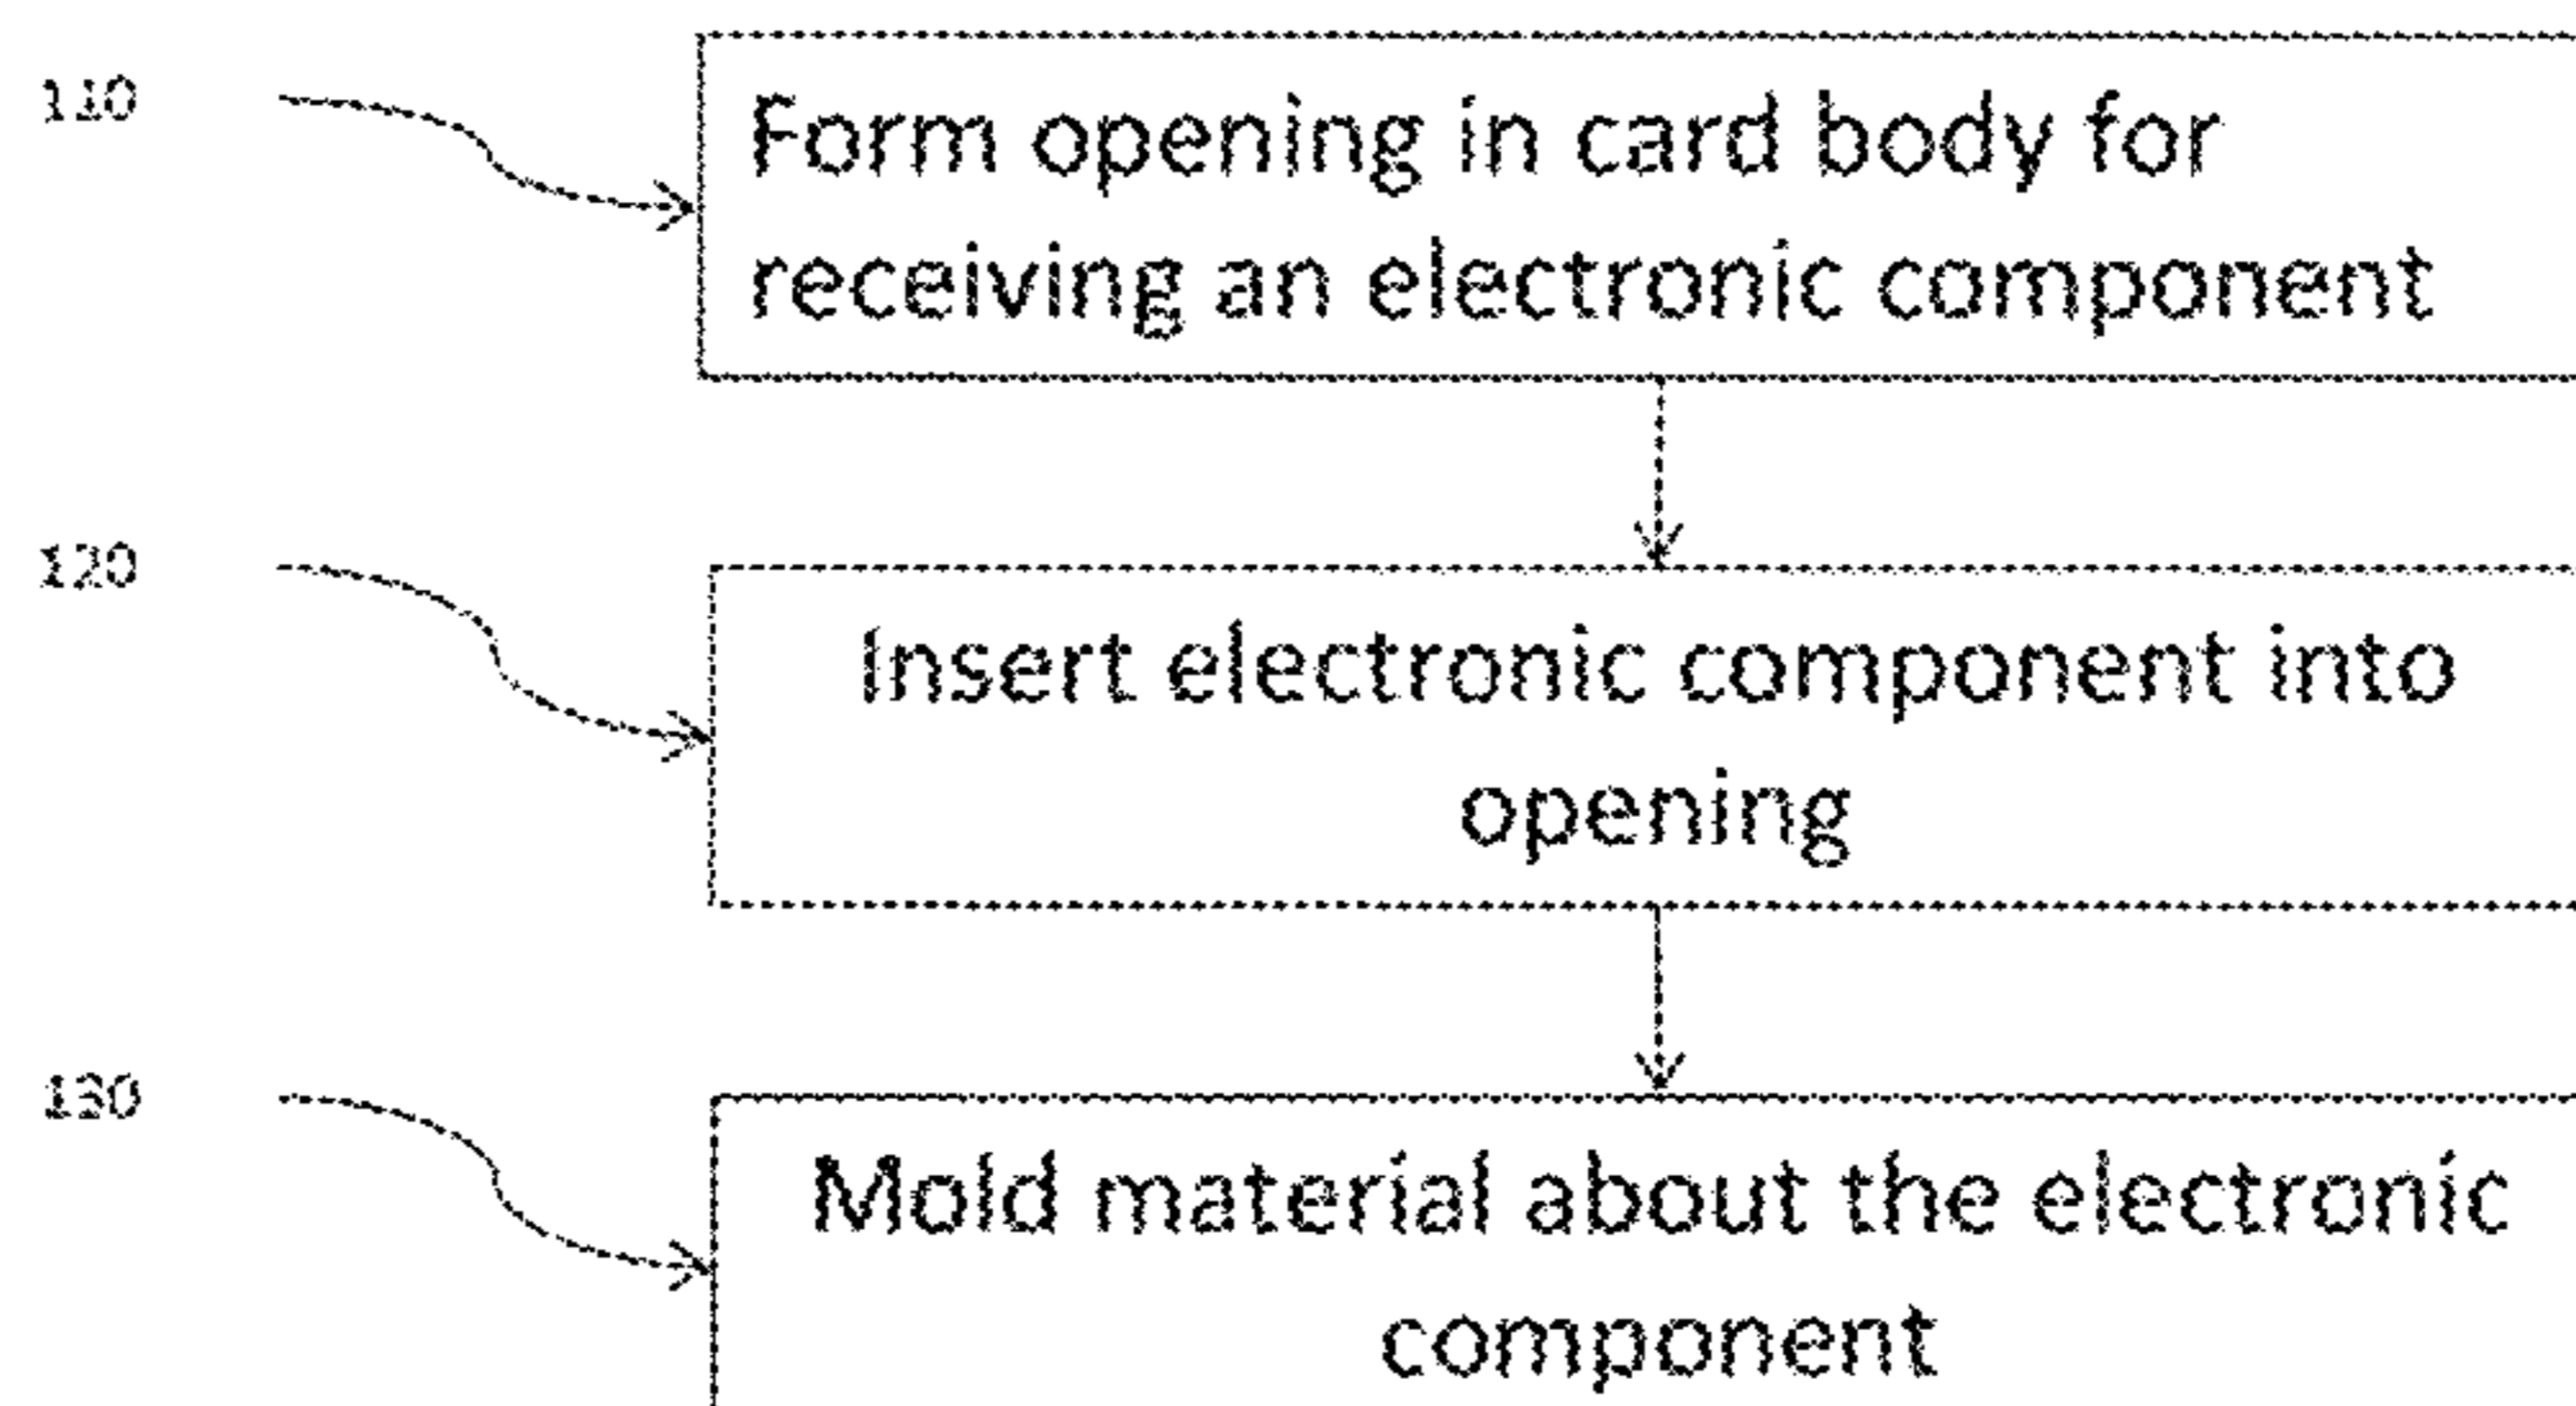 110
Form opening in card body for
receiving an electronic component
120
Insert electronic component into
opening
130
Mold material about the electronic
component